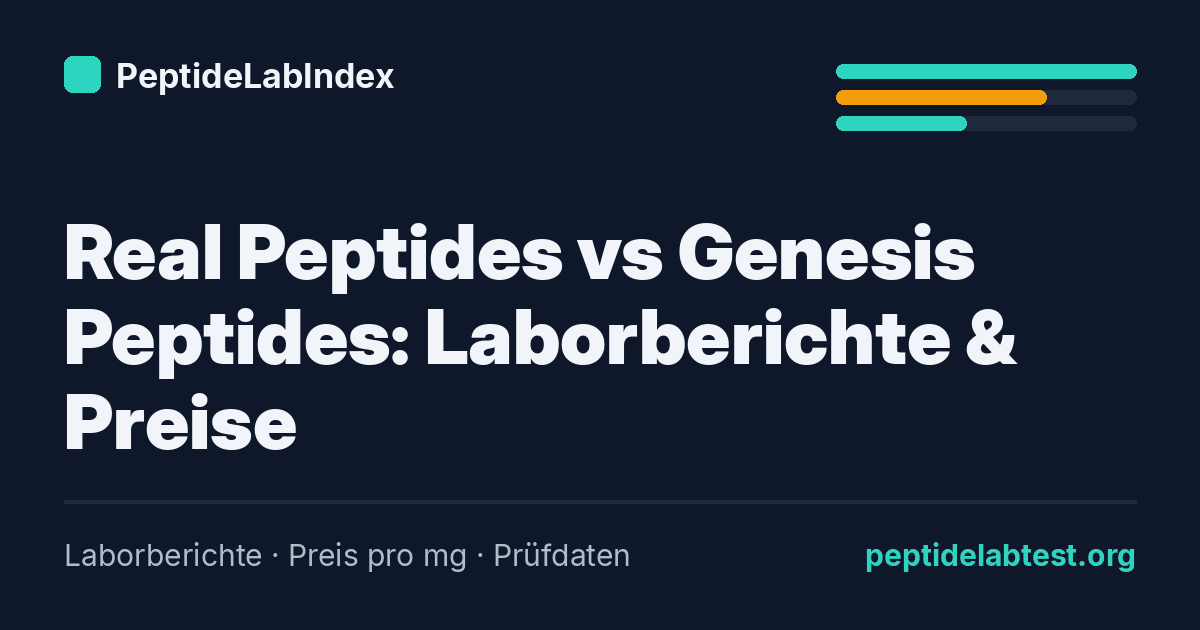 PeptideLabIndex
Real Peptides vs Genesis
Peptides: Laborberichte &
Preise
Laborberichte · Preis pro mg · Prüfdaten
peptidelabtest.org